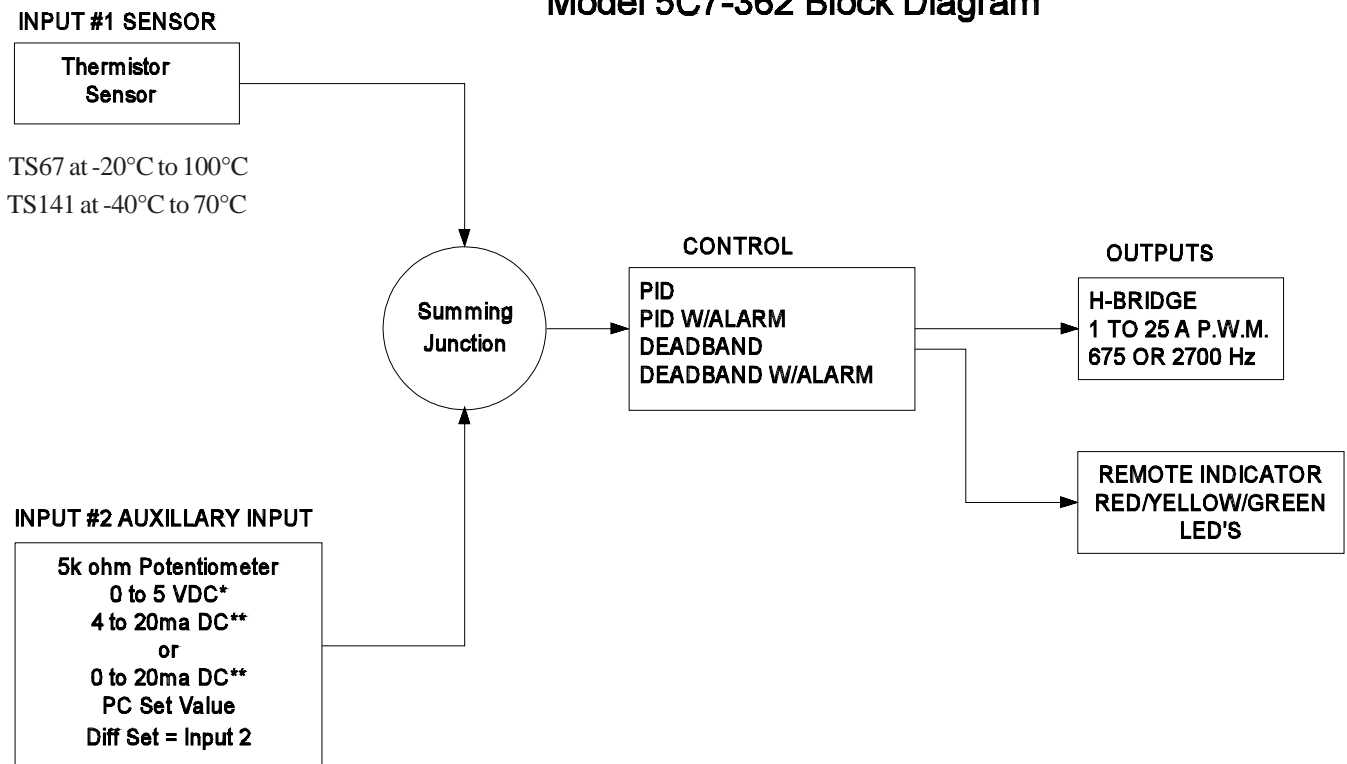 Model 5C7-362 Block Diagram
INPUT #1 SENSOR
Thermistor
Sensor
TS67 at -20°C to 100°C
TS141 at -40°C to 70°C
Summing
Junction
CONTROL
PID
PID W/ALARM
DEADBAND
DEADBAND W/ALARM
OUTPUTS
H-BRIDGE
1 TO 25 A P.W.M.
675 OR 2700 Hz
REMOTE INDICATOR
RED/YELLOW/GREEN
LED'S
INPUT #2 AUXILLARY INPUT
5k ohm Potentiometer
0 to 5 VDC*
4 to 20ma DC**
or
0 to 20ma DC**
PC Set Value
Diff Set = Input 2